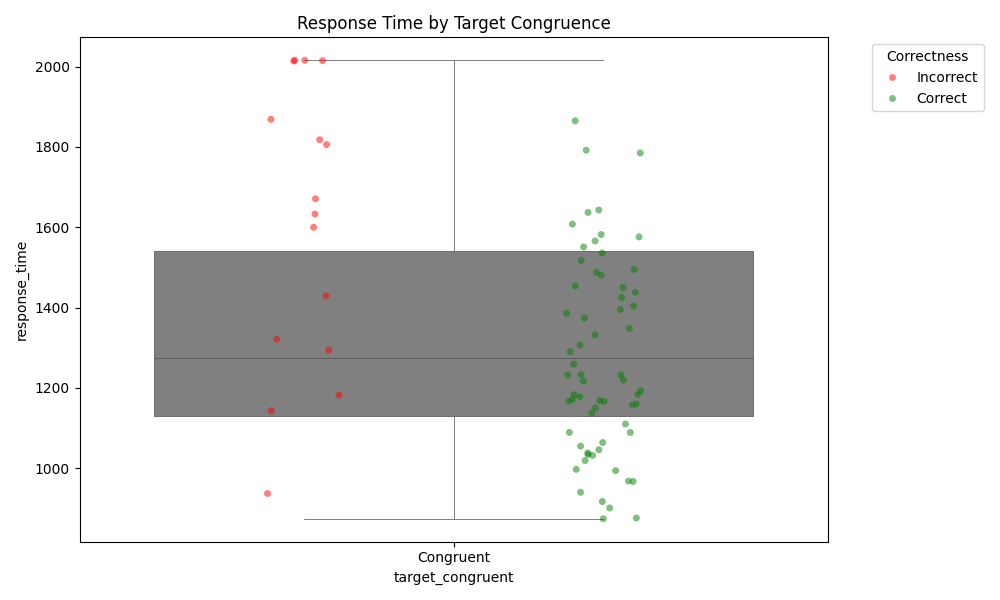 Response Time by Target Congruence
Correctness
Incorrect
Correct
response_time
2000
1800
1600
1400
1200
1000
Congruent
target_congruent